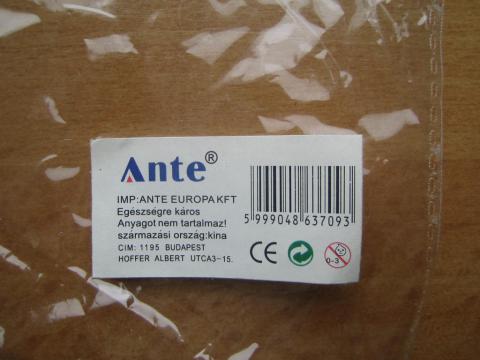 Ante®
IMP:ANTE EUROPA KFT
Egészségre káros
Anyagot nem tartalmaz!
származási ország:kina
CIM: 1195 BUDAPEST
HOFFER ALBERT UTCA3-15.
5 999048 637093
CE
0-3